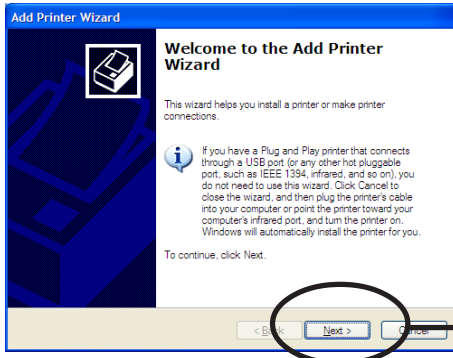 Add Printer Wizard
Welcome to the Add Printer
Wizard
This wizard helps you install a printer or make printer
connections.
If you have a Plug and Play printer that connects
through a USB port (or any other hot pluggable
port, such as IEEE 1394, infrared, and so on), you
do not need to use this wizard. Click Cancel to
close the wizard, and then plug the printer's cable
into your computer or point the printer toward your
computer's infrared port, and turn the printer on.
Windows will automatically install the printer for you.
To continue, click Next.
< Back Next > Cancel